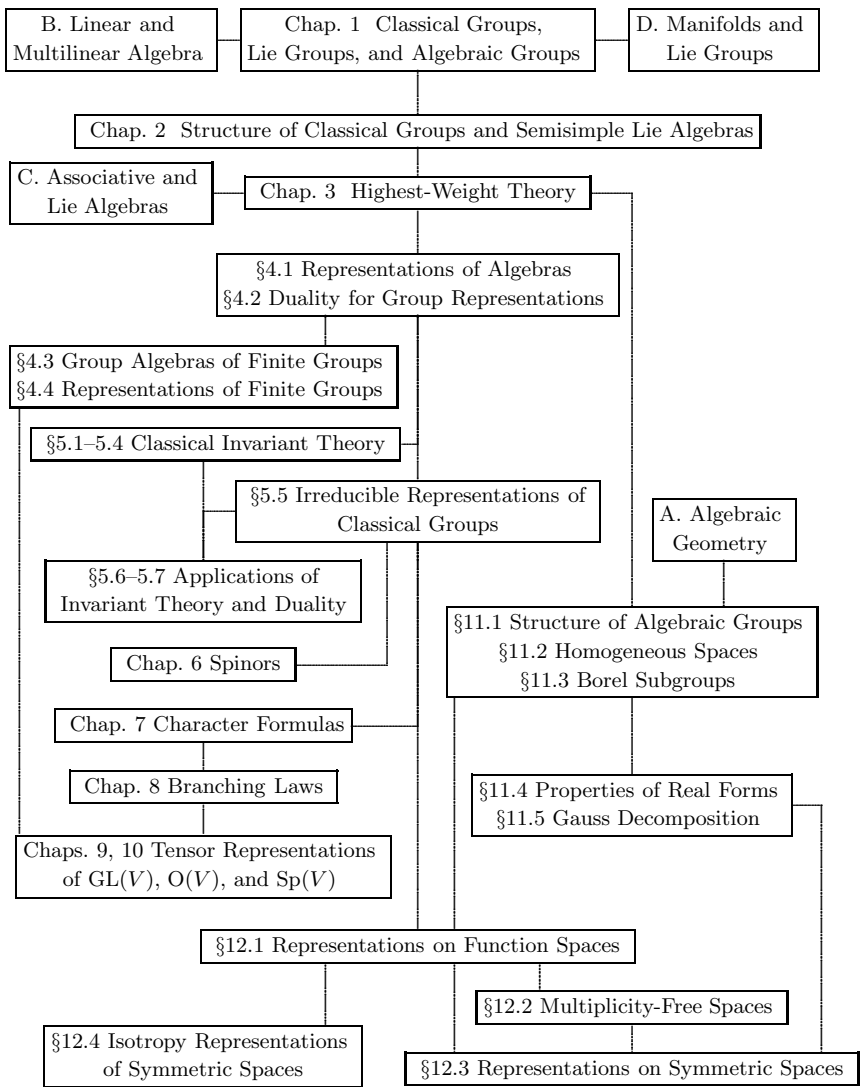 B. Linear and
Multilinear Algebra
Chap. 1 Classical Groups,
Lie Groups, and Algebraic Groups
D. Manifolds and
Lie Groups
Chap. 2 Structure of Classical Groups and Semisimple Lie Algebras
C. Associative and
Lie Algebras
Chap. 3 Highest-Weight Theory
§4.1 Representations of Algebras
§4.2 Duality for Group Representations
§4.3 Group Algebras of Finite Groups
§4.4 Representations of Finite Groups
§5.1–5.4 Classical Invariant Theory
§5.5 Irreducible Representations of
Classical Groups
A. Algebraic
Geometry
§5.6–5.7 Applications of
Invariant Theory and Duality
§11.1 Structure of Algebraic Groups
§11.2 Homogeneous Spaces
§11.3 Borel Subgroups
Chap. 6 Spinors
Chap. 7 Character Formulas
Chap. 8 Branching Laws
§11.4 Properties of Real Forms
§11.5 Gauss Decomposition
Chaps. 9, 10 Tensor Representations
of GL(V), O(V), and Sp(V)
§12.1 Representations on Function Spaces
§12.2 Multiplicity-Free Spaces
§12.4 Isotropy Representations
of Symmetric Spaces
§12.3 Representations on Symmetric Spaces